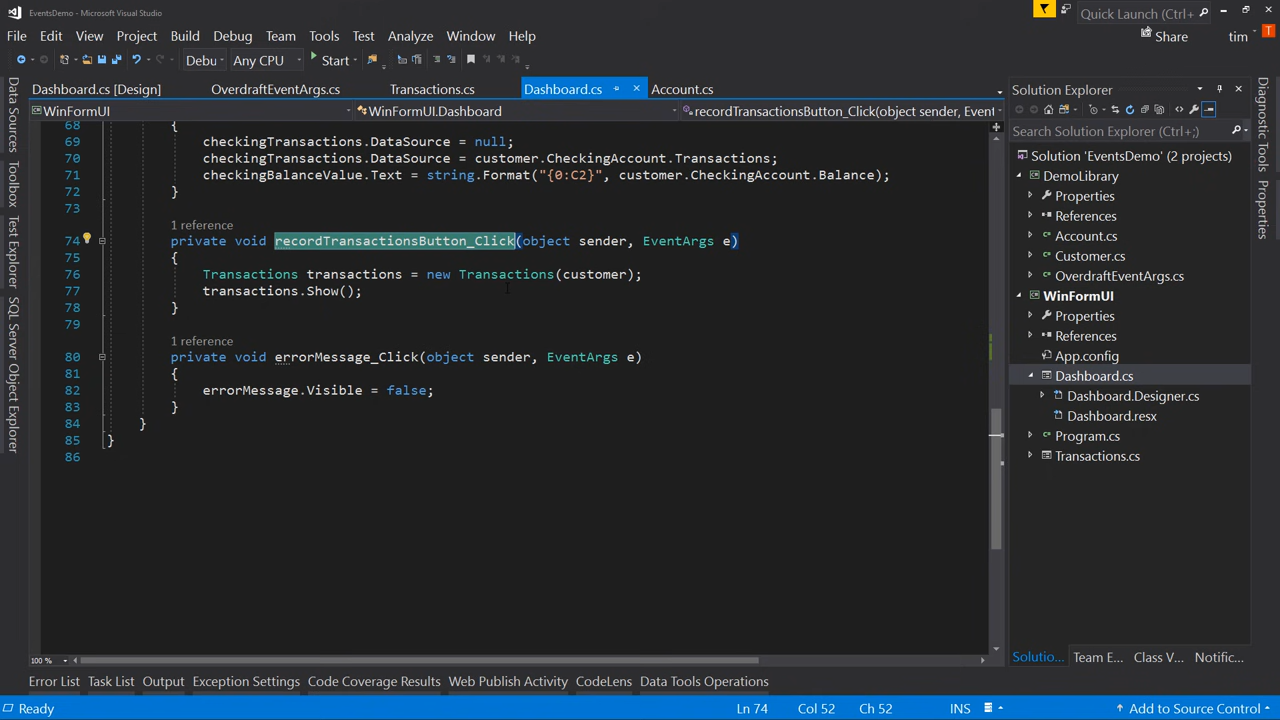 EventsDemo - Microsoft Visual Studio
Quick Launch (Ctrl+;)
File Edit View Project Build Debug Team Tools Test Analyze Window Help
Share tim T
Debu Any CPU Start
Dashboard.cs [Design] OverdraftEventArgs.cs Transactions.cs Dashboard.cs Account.cs
WinFormUI WinFormUI.Dashboard recordTransactionsButton_Click(object sender, Event
68 {
69 checkingTransactions.DataSource = null;
70 checkingTransactions.DataSource = customer.CheckingAccount.Transactions;
71 checkingBalanceValue.Text = string.Format("{0:C2}", customer.CheckingAccount.Balance);
72 }
73
1 reference
74 private void recordTransactionsButton_Click(object sender, EventArgs e)
75 {
76 Transactions transactions = new Transactions(customer);
77 transactions.Show();
78 }
79
1 reference
80 private void errorMessage_Click(object sender, EventArgs e)
81 {
82 errorMessage.Visible = false;
83 }
84 }
85 }
86
100 %
Data Sources
Toolbox
Test Explorer
SQL Server Object Explorer
Solution Explorer
Search Solution Explorer (Ctrl+;)
Solution 'EventsDemo' (2 projects)
DemoLibrary
Properties
References
Account.cs
Customer.cs
OverdraftEventArgs.cs
WinFormUI
Properties
References
App.config
Dashboard.cs
Dashboard.Designer.cs
Dashboard.resx
Program.cs
Transactions.cs
Solutio... Team E... Class V... Notific...
Diagnostic Tools
Properties
Error List Task List Output Exception Settings Code Coverage Results Web Publish Activity CodeLens Data Tools Operations
Ready Ln 74 Col 52 Ch 52 INS Add to Source Control